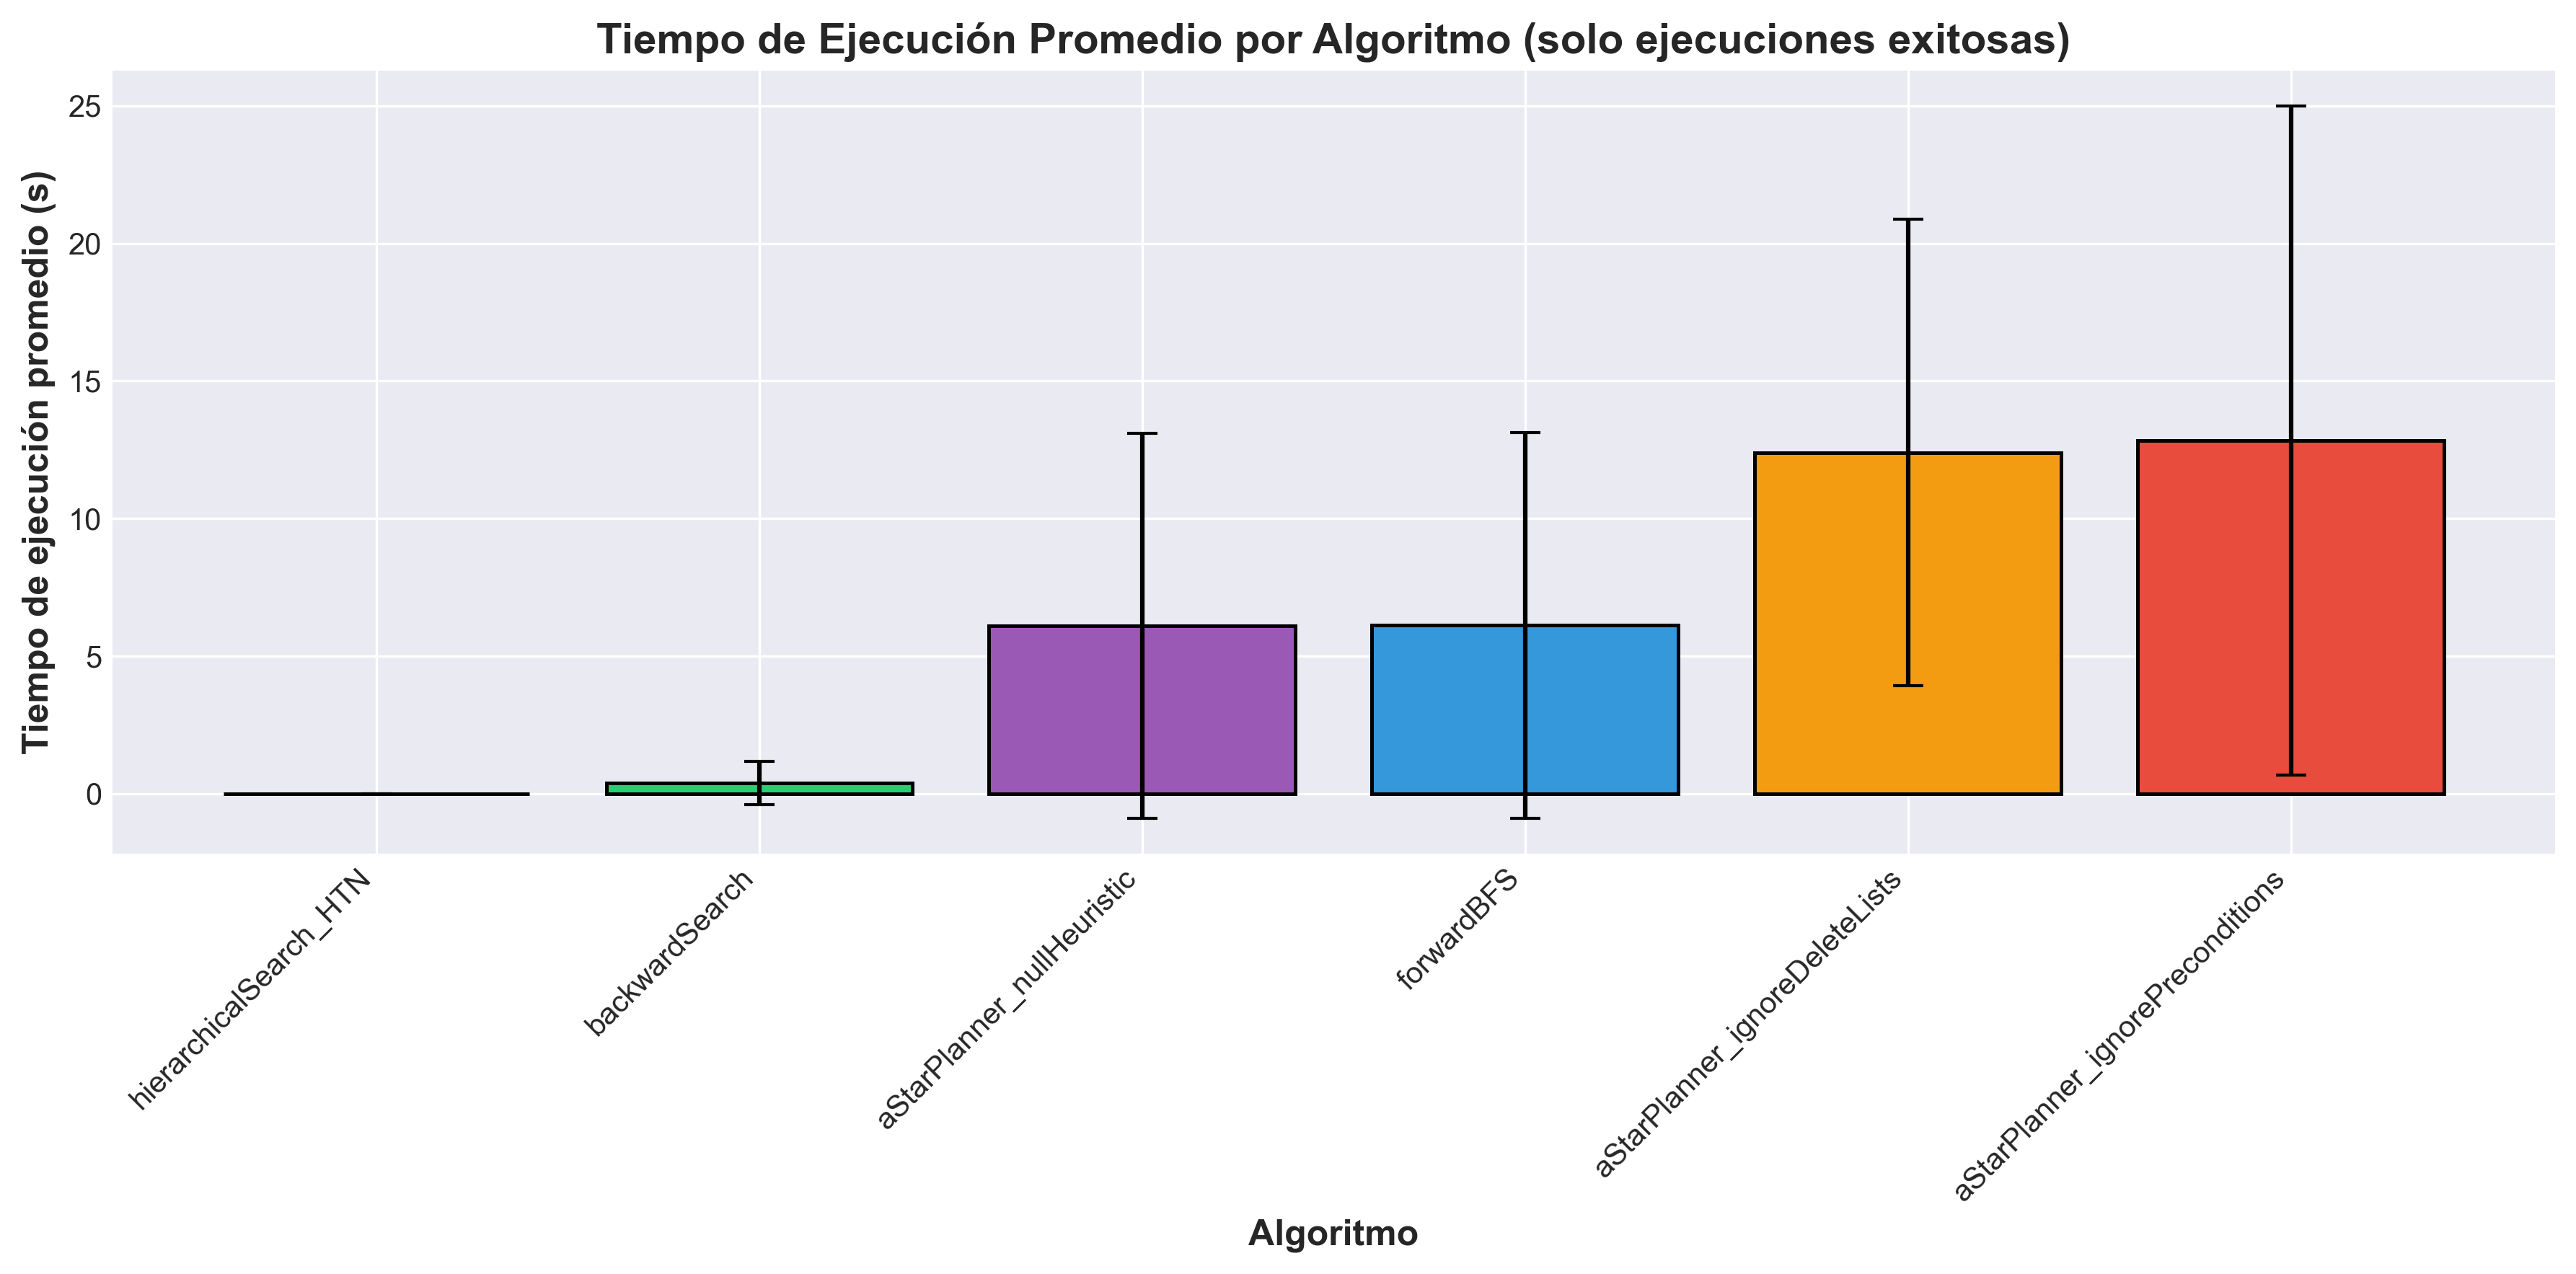 Tiempo de Ejecución Promedio por Algoritmo (solo ejecuciones exitosas)
Tiempo de ejecución promedio (s)
25
20
15
10
5
0
hierarchicalSearch_HTN
backwardSearch
aStarPlanner_nullHeuristic
forwardBFS
aStarPlanner_ignoreDeleteLists
aStarPlanner_ignorePreconditions
Algoritmo